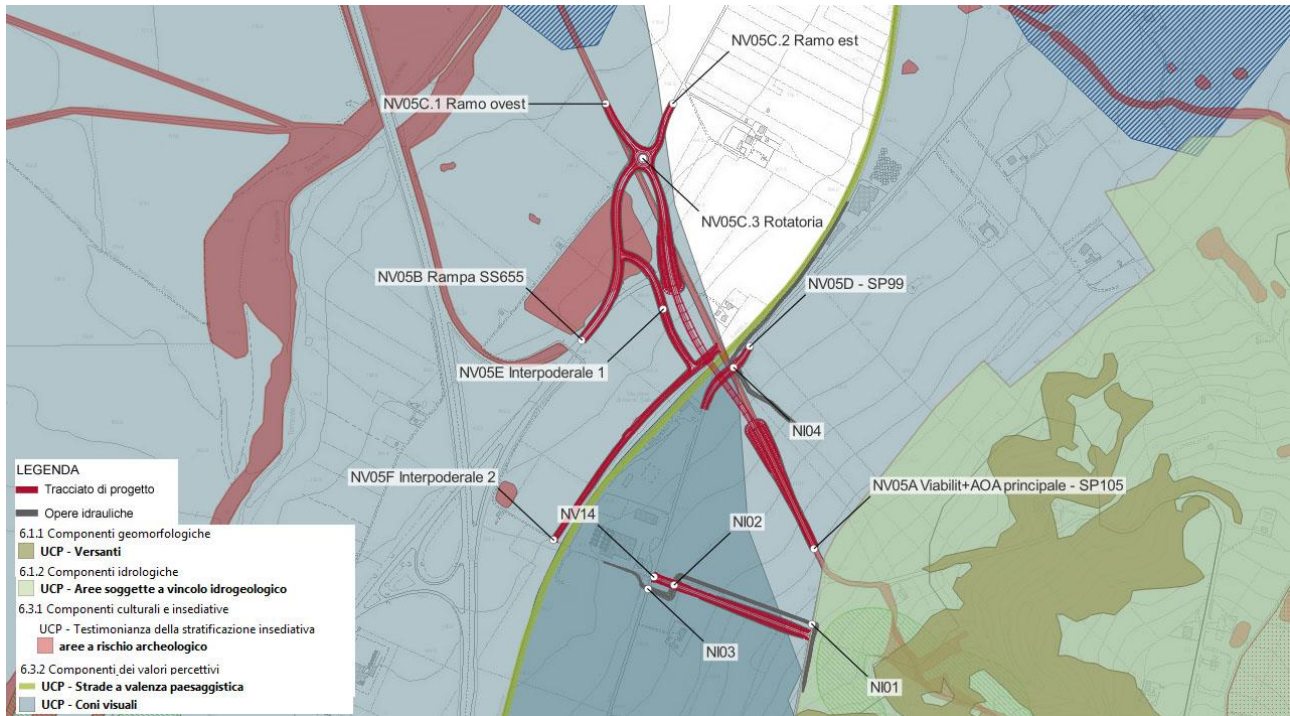 NV05C.2 Ramo est
NV05C.1 Ramo ovest
NV05C.3 Rotatoria
NV05B Rampa SS655
NV05D - SP99
NV05E Interpoderale 1
NI04
NV05F Interpoderale 2
NV05A Viabilit+AOA principale - SP105
NV14
NI02
NI03
NI01
LEGENDA
Tracciato di progetto
Opere idrauliche
6.1.1 Componenti geomorfologiche
UCP - Versanti
6.1.2 Componenti idrologiche
UCP - Aree soggette a vincolo idrogeologico
6.3.1 Componenti culturali e insediative
UCP - Testimonianza della stratificazione insediativa
aree a rischio archeologico
6.3.2 Componenti dei valori percettivi
UCP - Strade a valenza paesaggistica
UCP - Coni visuali